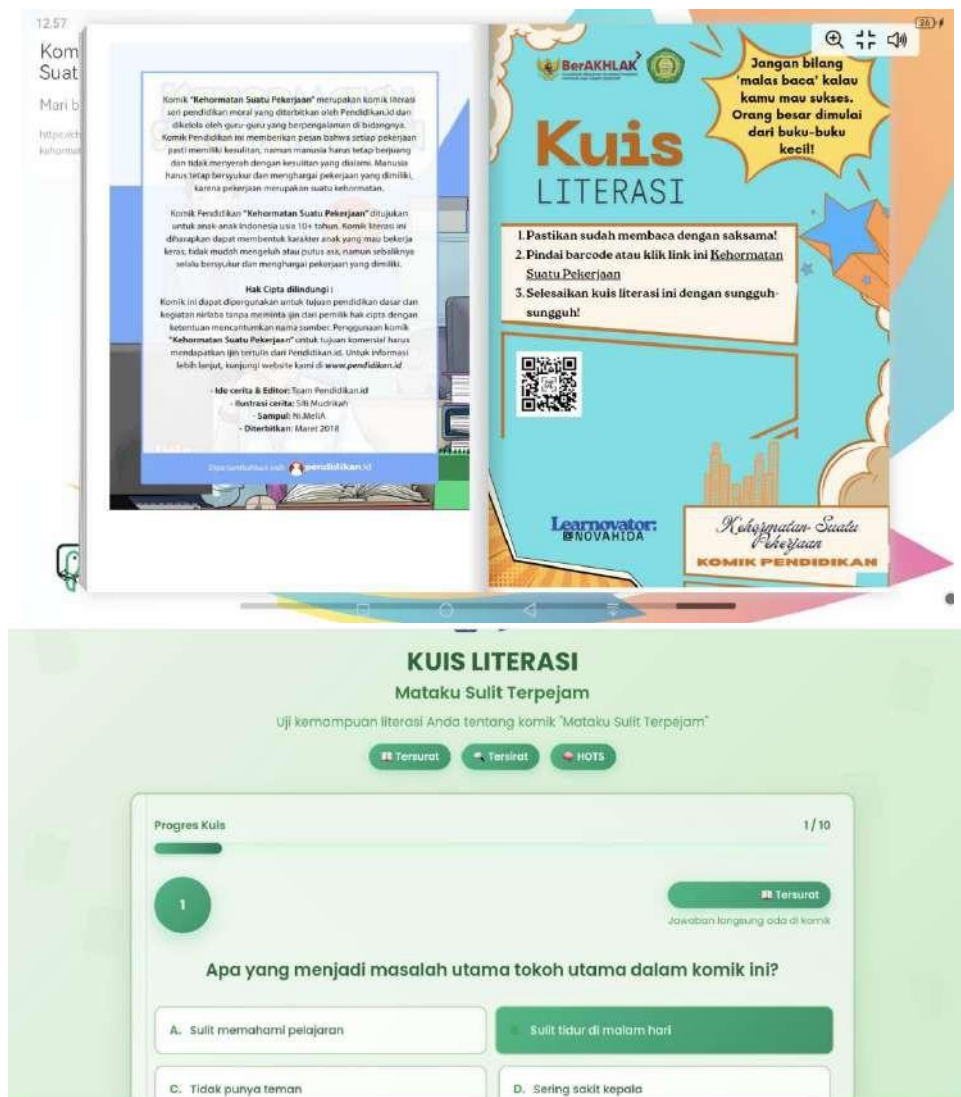 12.57
Kom
Suat
Mari b
26
Komik "Kehormatan Suatu Pekerjaan" merupakan komik literasi
seri pendidikan moral yang diterbitkan oleh Pendidikan.id dan
dikelola oleh guru-guru yang berpengalaman di bidangnya.
Komik Pendidikan ini memberikan pesan bahwa setiap pekerjaan
pasti memiliki kesulitan, namun manusia harus tetap berjuang
dan tidak menyerah dengan kesulitan yang dialami. Manusia
harus tetap bersyukur dan menghargai pekerjaan yang dimiliki,
karena pekerjaan merupakan suatu kehormatan.
Komik Pendidikan "Kehormatan Suatu Pekerjaan" ditujukan
untuk anak-anak Indonesia usia 10+ tahun. Komik literasi ini
diharapkan dapat membentuk karakter anak yang mau bekerja
keras, tidak mudah mengeluh atau putus asa, namun sebaliknya
selalu bersyukur dan menghargai pekerjaan yang dimiliki.
Hak Cipta dilindungi :
Komik ini dapat dipergunakan untuk tujuan pendidikan dasar dan
kegiatan nirlaba tanpa meminta ijin dari pemilik hak cipta dengan
ketentuan mencantumkan nama sumber. Penggunaan komik
"Kehormatan Suatu Pekerjaan" untuk tujuan komersial harus
mendapatkan ijin tertulis dari Pendidikan.id. Untuk informasi
lebih lanjut, kunjungi website kami di www.pendidikan.id
- Ide cerita & Editor: Team Pendidikan.id
- Ilustrasi cerita: Siti Mudrikah
- Sampul: Ni.MeliA
- Diterbitkan: Maret 2018
Dipersembahkan oleh pendidikan.id
BerAKHLAK
Jangan bilang
'malas baca' kalau
kamu mau sukses.
Orang besar dimulai
dari buku-buku
kecil!
Kuis
LITERASI
1. Pastikan sudah membaca dengan saksama!
2. Pindai barcode atau klik link ini Kehormatan
Suatu Pekerjaan
3. Selesaikan kuis literasi ini dengan sungguh-
sungguh!
Learnovator:
@NOVAHIDA
Kehormatan Suatu
Pekerjaan
KOMIK PENDIDIKAN
KUIS LITERASI
Mataku Sulit Terpejam
Uji kemampuan literasi Anda tentang komik "Mataku Sulit Terpejam"
Tersurat
Tersirat
HOTS
Progres Kuis
1 / 10
1
Tersurat
Jawaban langsung ada di komik
Apa yang menjadi masalah utama tokoh utama dalam komik ini?
A. Sulit memahami pelajaran
Sulit tidur di malam hari
C. Tidak punya teman
D. Sering sakit kepala